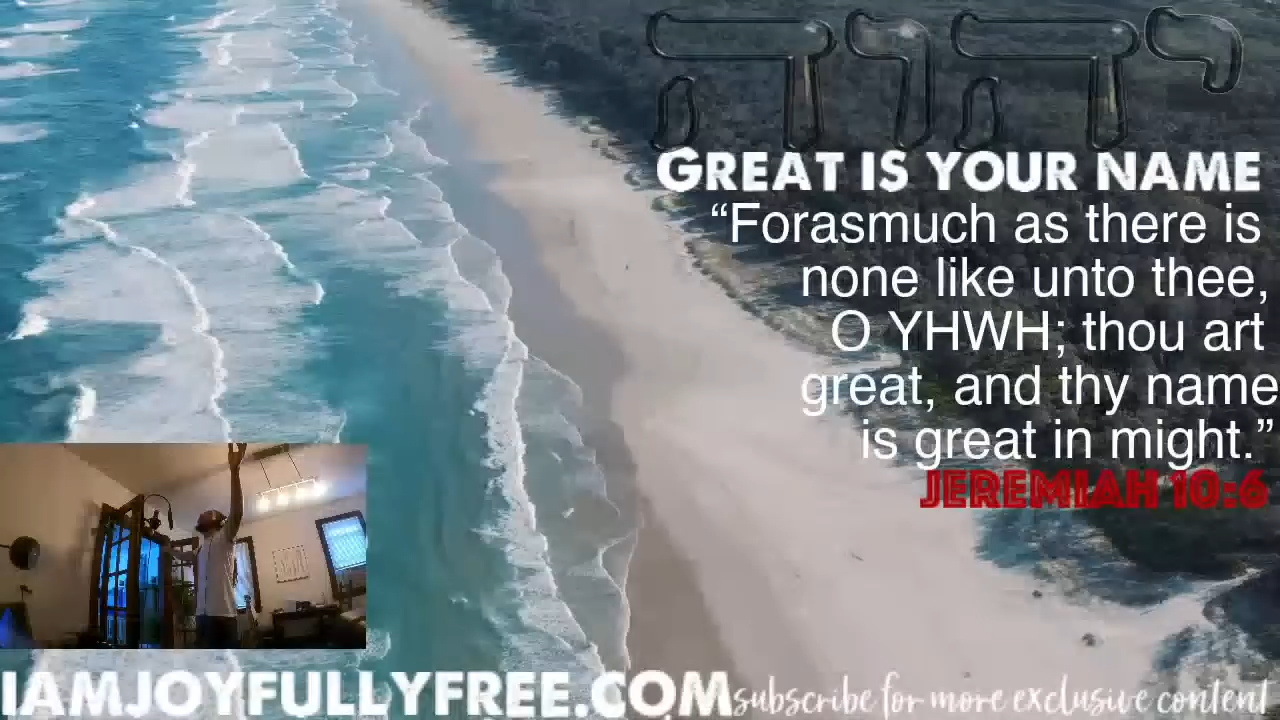 יהוה
GREAT IS YOUR NAME
“Forasmuch as there is
none like unto thee,
O YHWH; thou art
great, and thy name
is great in might.”
JEREMIAH 10:6
IAMJOYFULLYFREE.COM subscribe for more exclusive content